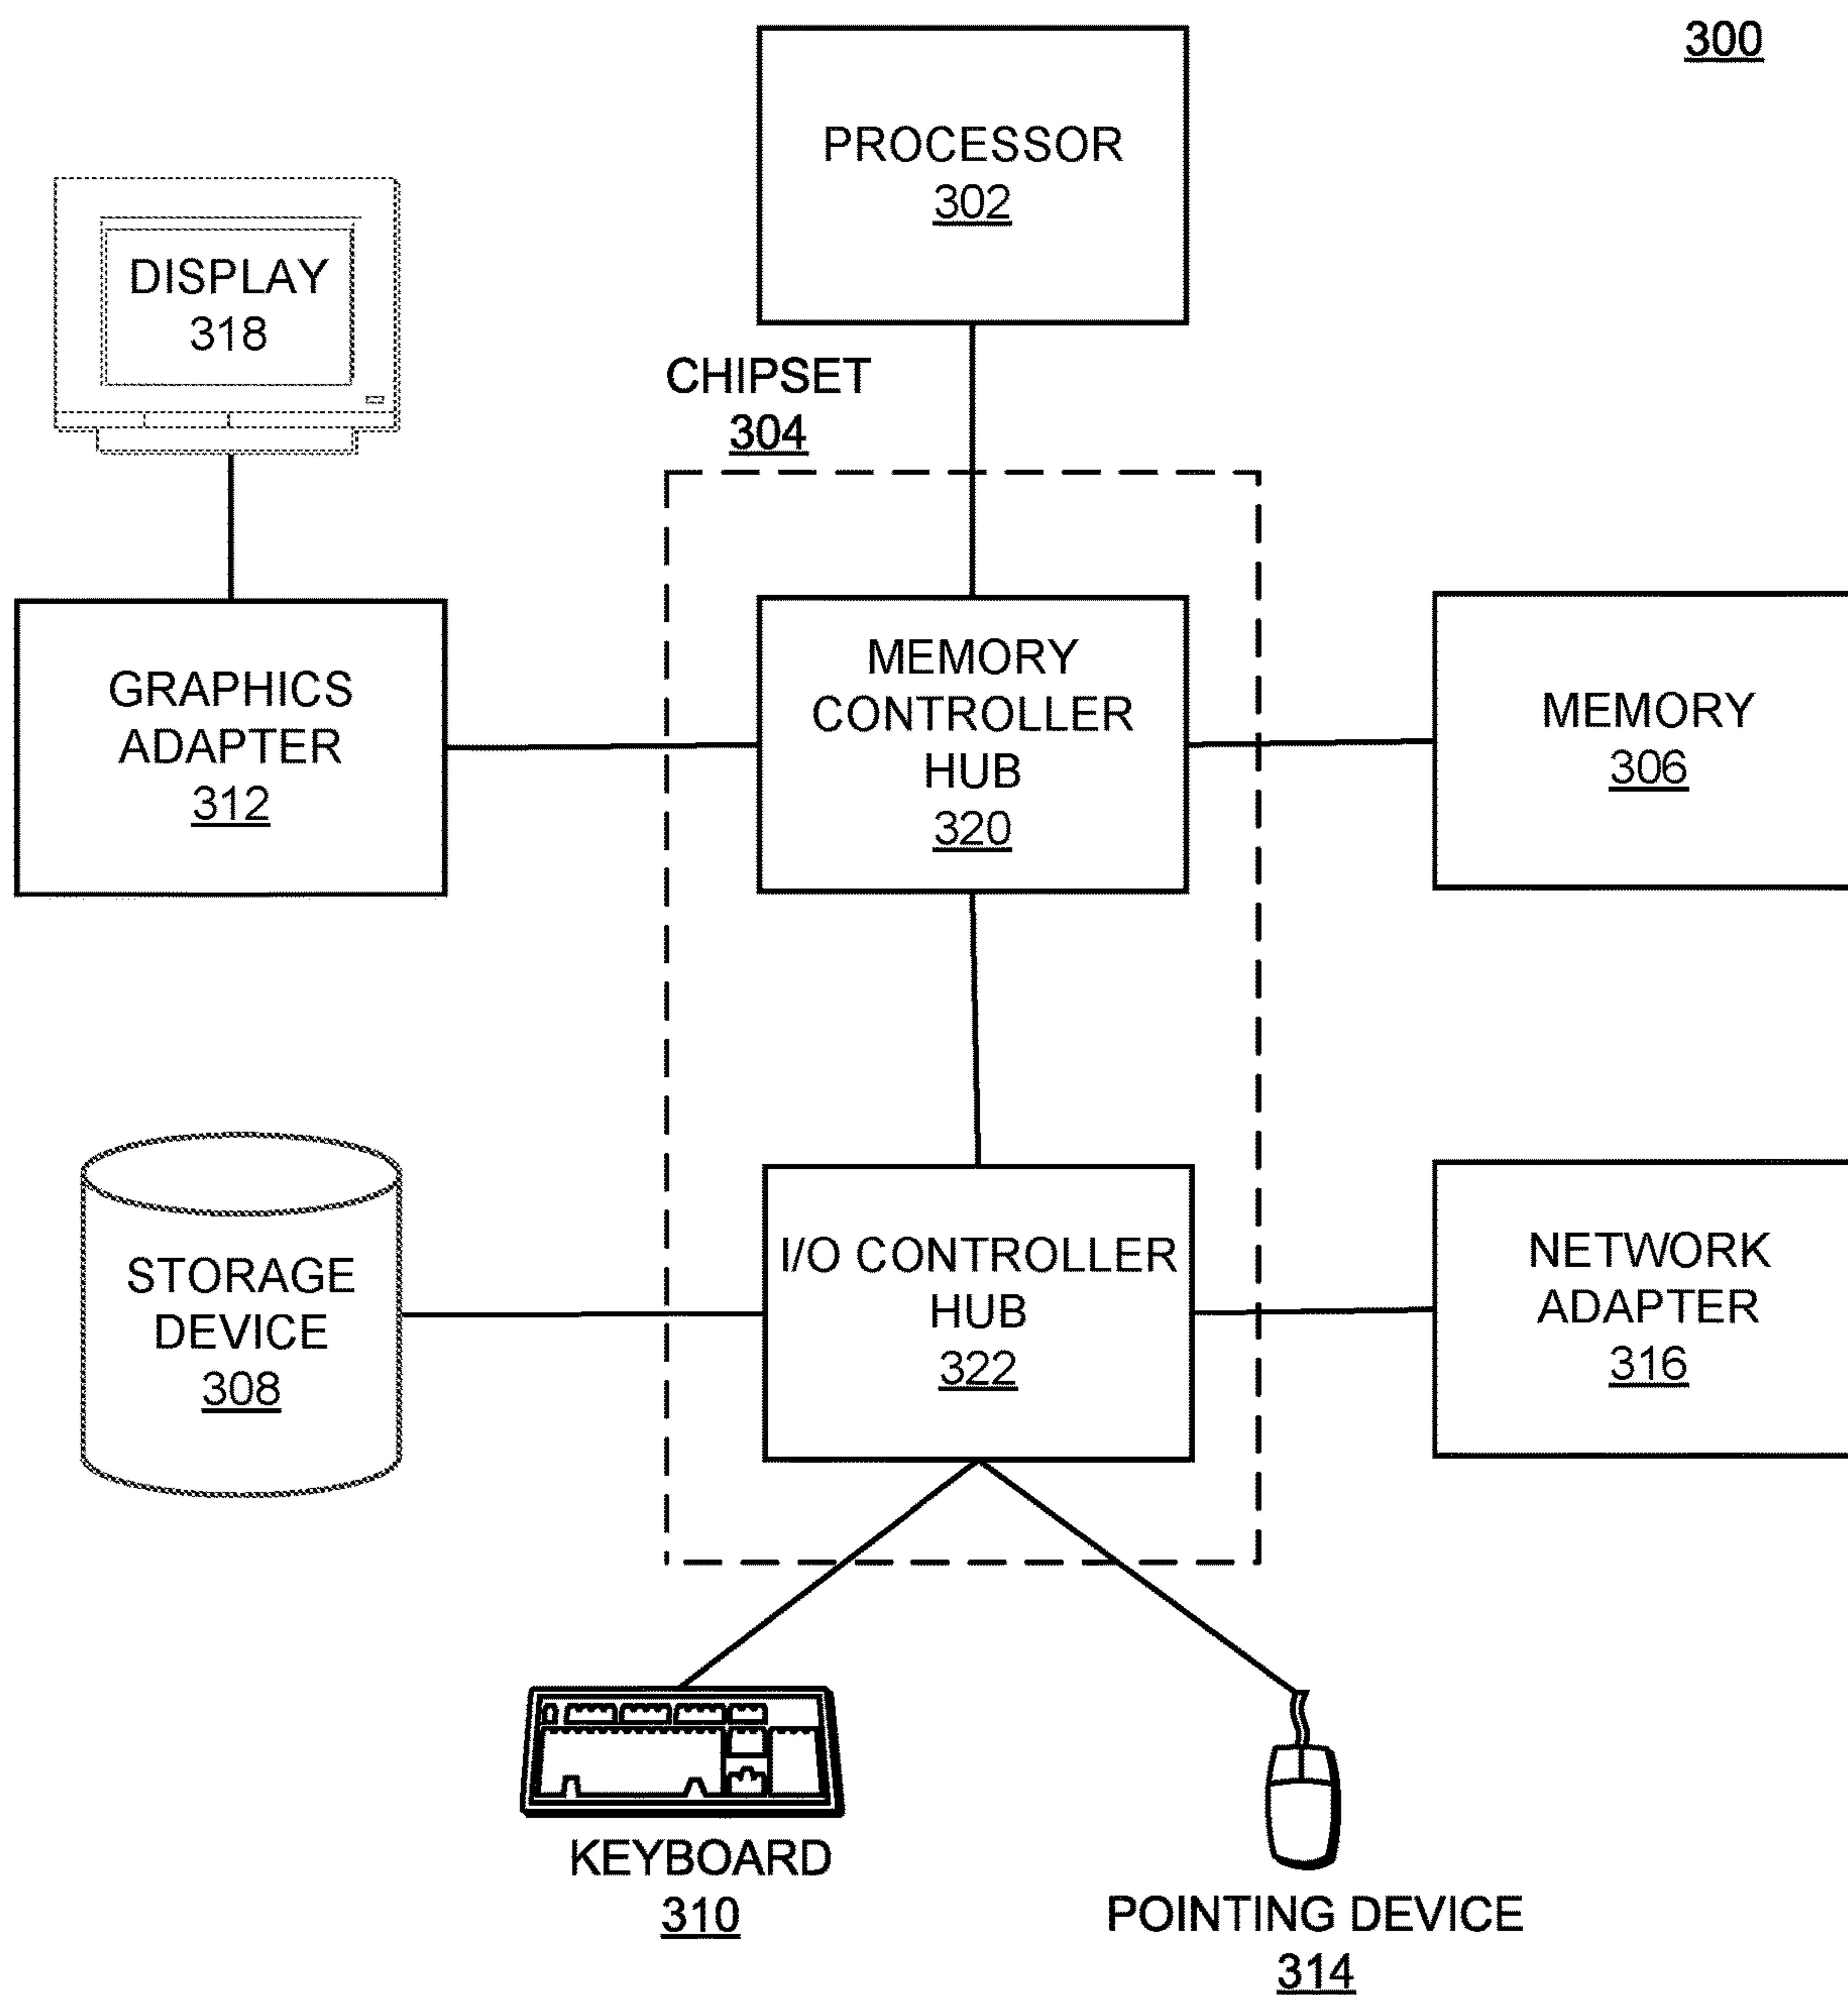 300
PROCESSOR
302
DISPLAY
318
CHIPSET
304
GRAPHICS
ADAPTER
312
MEMORY
CONTROLLER
HUB
320
MEMORY
306
STORAGE
DEVICE
308
I/O CONTROLLER
HUB
322
NETWORK
ADAPTER
316
KEYBOARD
310
POINTING DEVICE
314